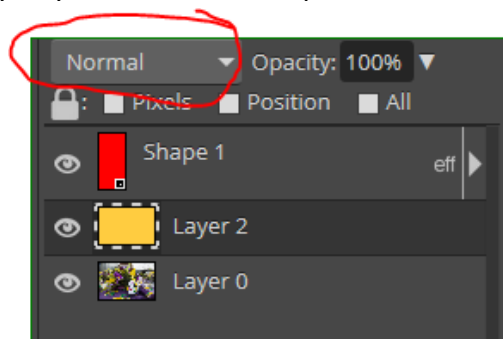 Normal Opacity: 100%
: Pixels Position All
Shape 1
eff
Layer 2
Layer 0